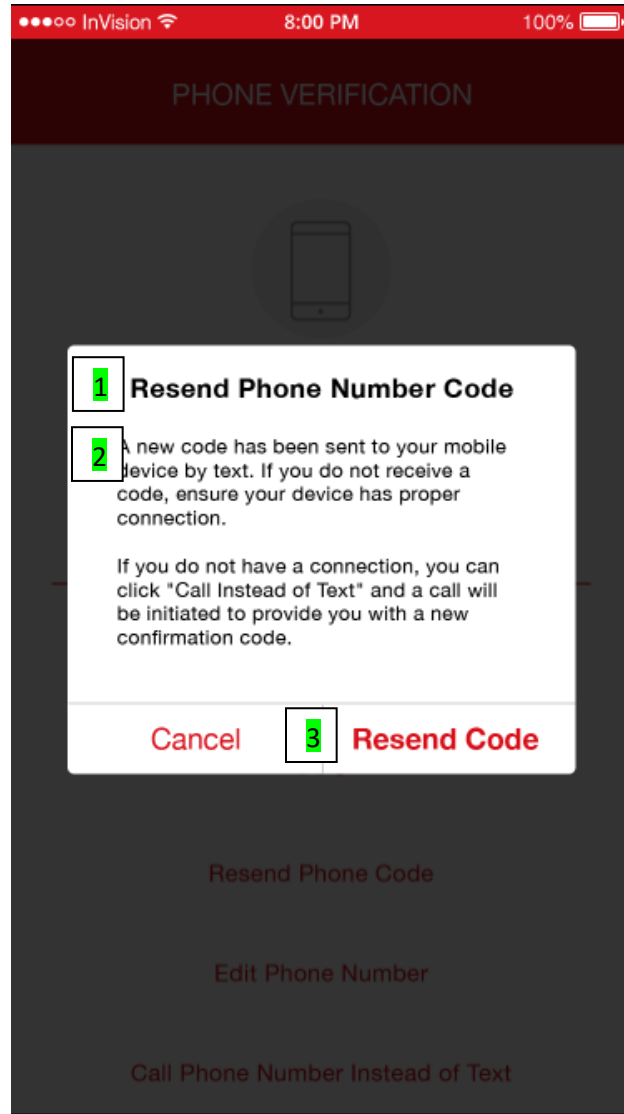 InVision 8:00 PM 100%
PHONE VERIFICATION
1 Resend Phone Number Code
2 A new code has been sent to your mobile
device by text. If you do not receive a
code, ensure your device has proper
connection.
If you do not have a connection, you can
click "Call Instead of Text" and a call will
be initiated to provide you with a new
confirmation code.
Cancel 3 Resend Code
Resend Phone Code
Edit Phone Number
Call Phone Number Instead of Text